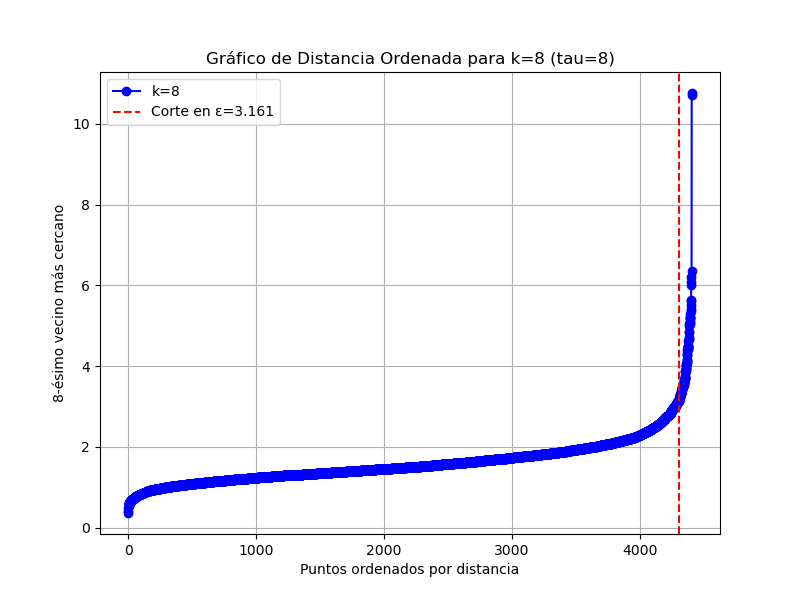 Gráfico de Distancia Ordenada para k=8 (tau=8)
k=8
Corte en ε=3.161
10
8
6
4
2
0
8-ésimo vecino más cercano
0 1000 2000 3000 4000
Puntos ordenados por distancia